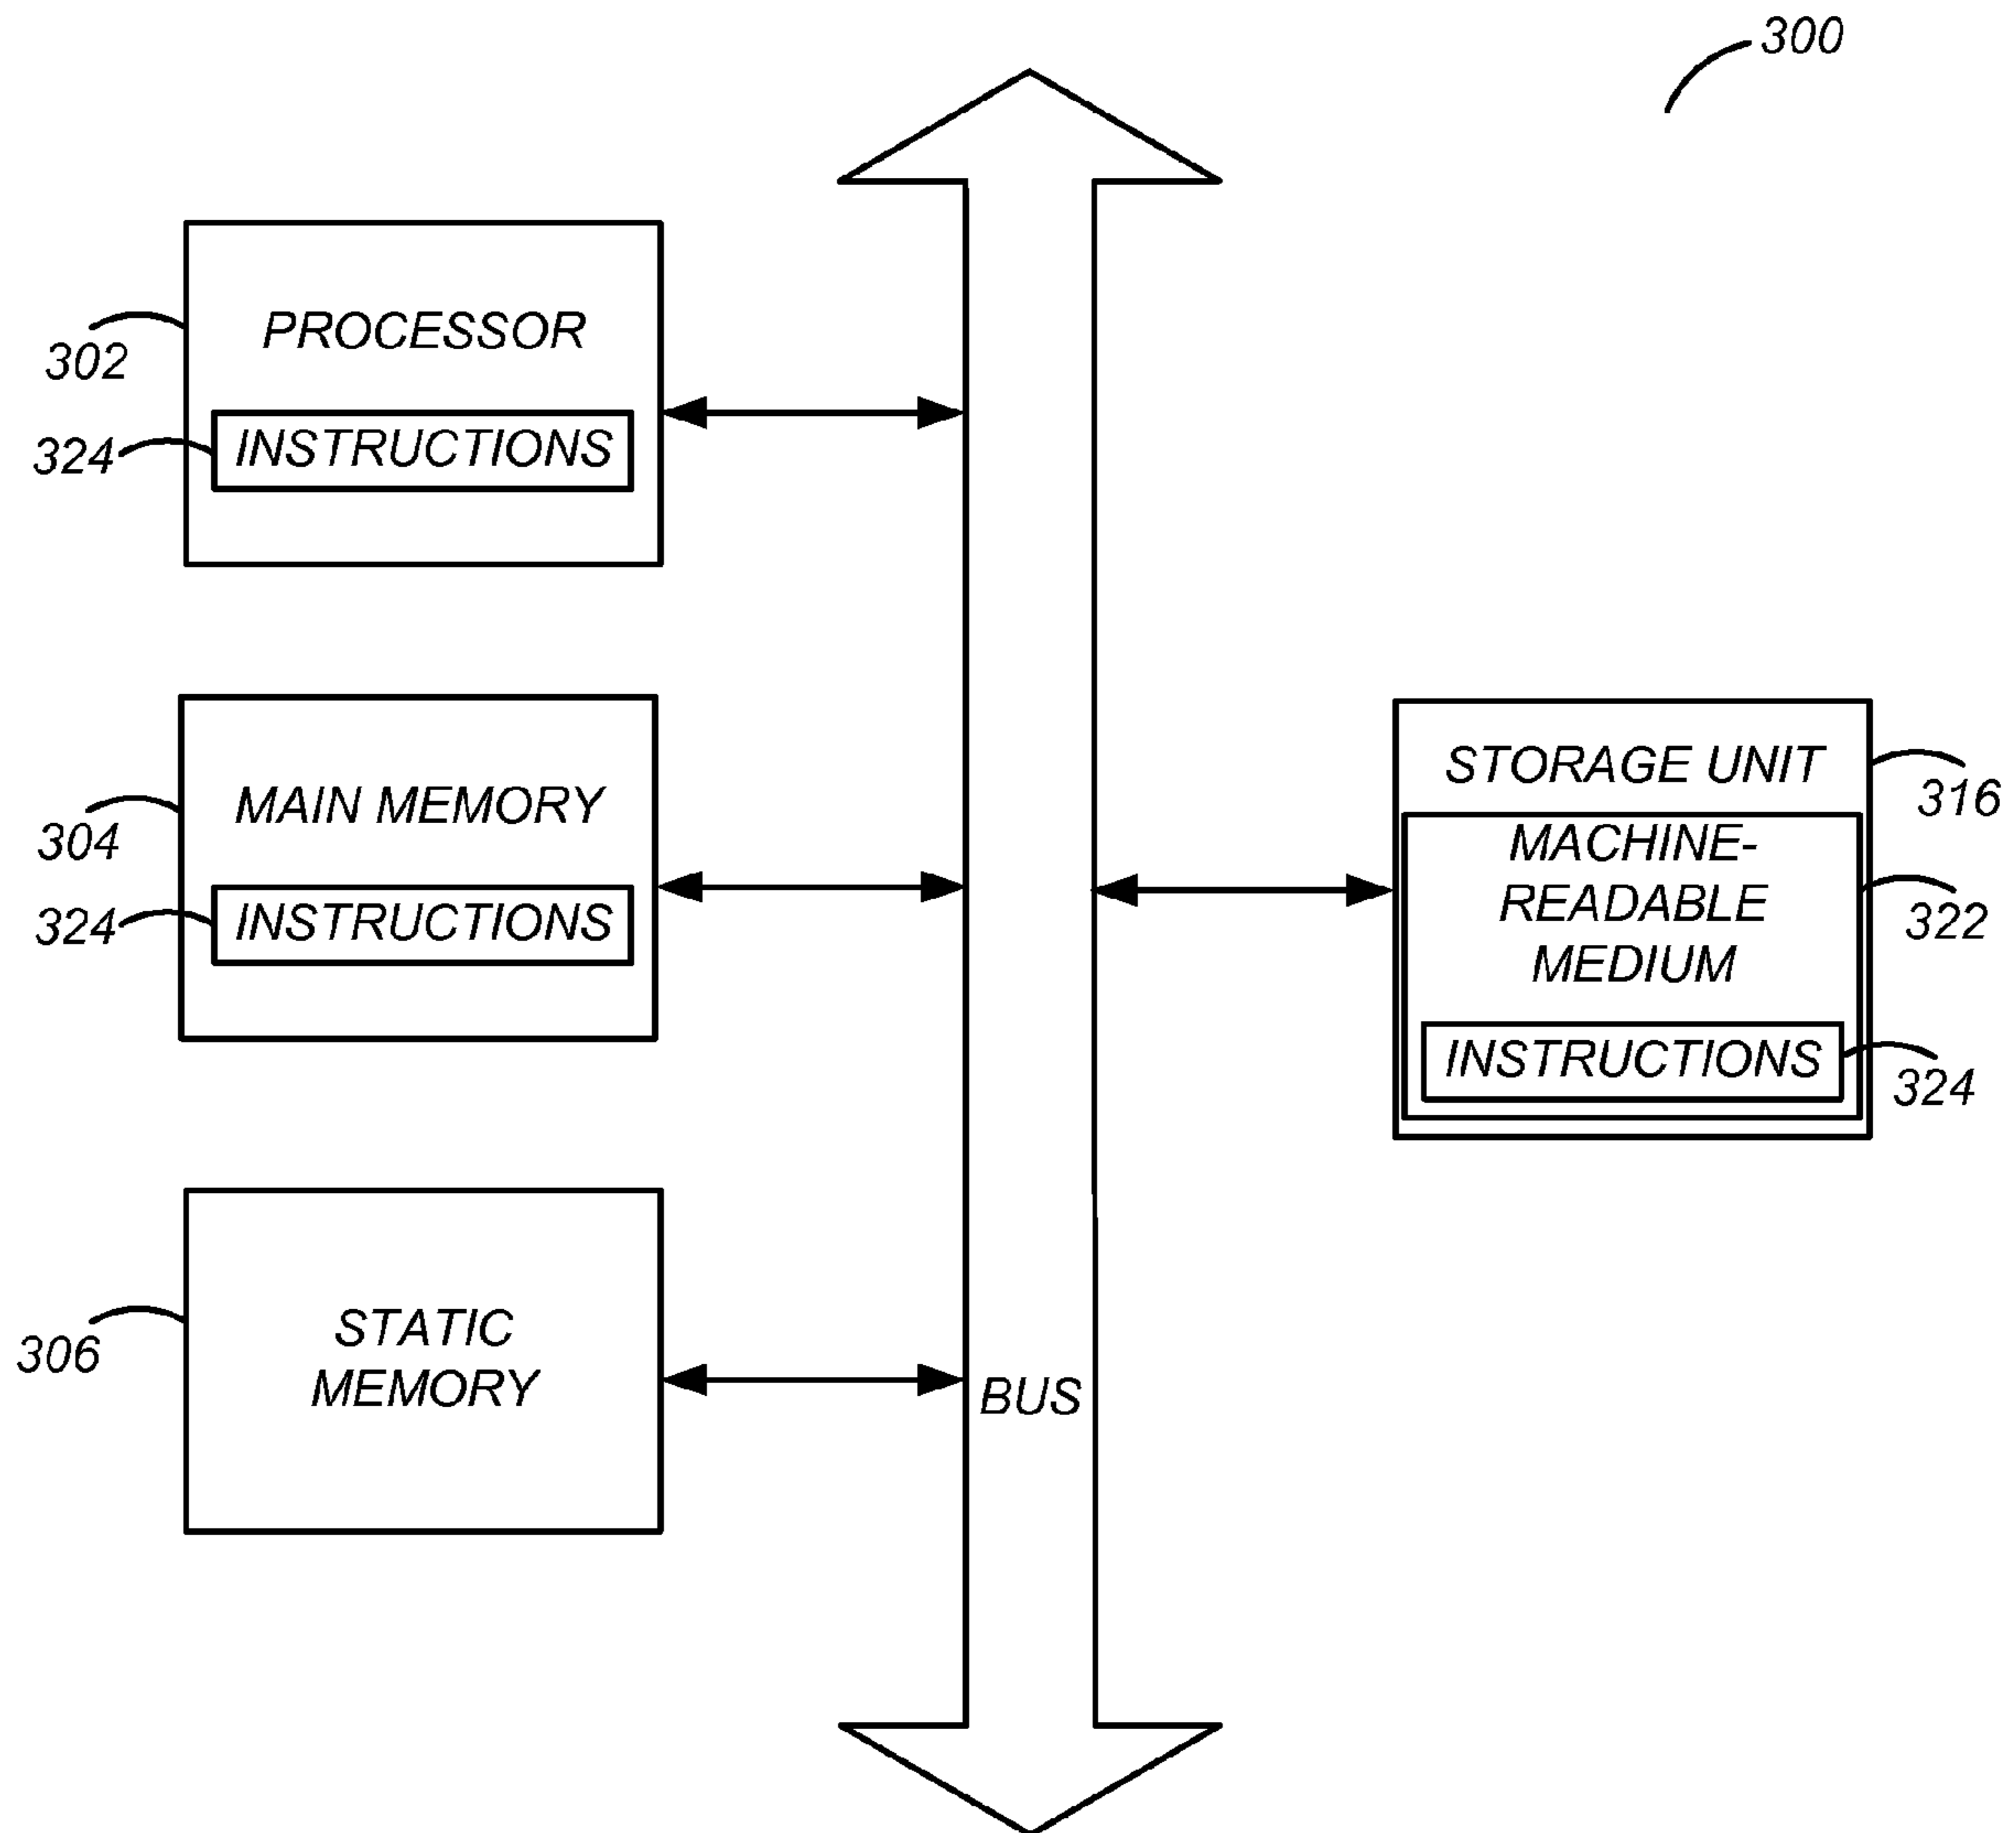 300
PROCESSOR
302
324
INSTRUCTIONS
MAIN MEMORY
304
324
INSTRUCTIONS
STORAGE UNIT
316
MACHINE-
READABLE
MEDIUM
322
INSTRUCTIONS
324
STATIC
MEMORY
306
BUS